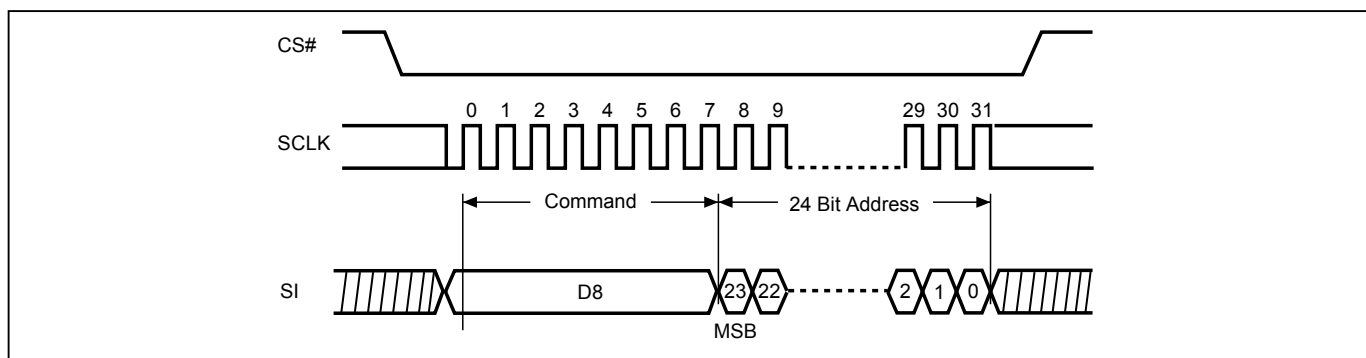 CS#
0 1 2 3 4 5 6 7 8 9 29 30 31
SCLK
Command 24 Bit Address
SI D8 23 22 2 1 0
MSB